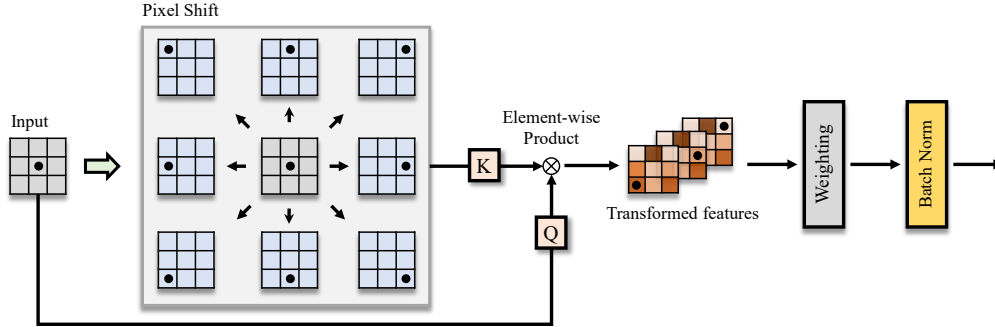 Pixel Shift
Input
Element-wise
Product
K
Q
Transformed features
Weighting
Batch Norm